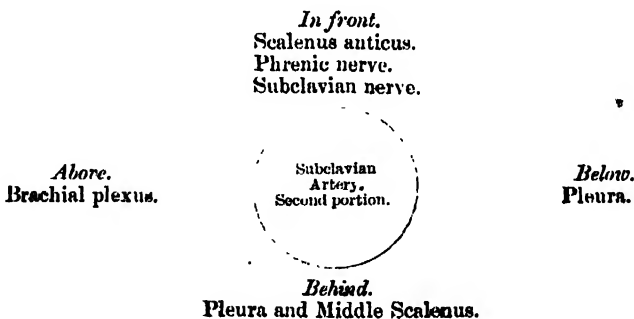 In front.
Scalenus anticus.
Phrenic nerve.
Subclavian nerve.
Above.
Brachial plexus.
Subclavian
Artery.
Second portion.
Below.
Pleura.
Behind.
Pleura and Middle Scalenus.